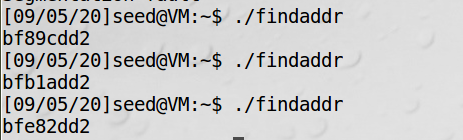 [09/05/20]seed@VM:~$ ./findaddr
bf89cdd2
[09/05/20]seed@VM:~$ ./findaddr
bfb1add2
[09/05/20]seed@VM:~$ ./findaddr
bfe82dd2